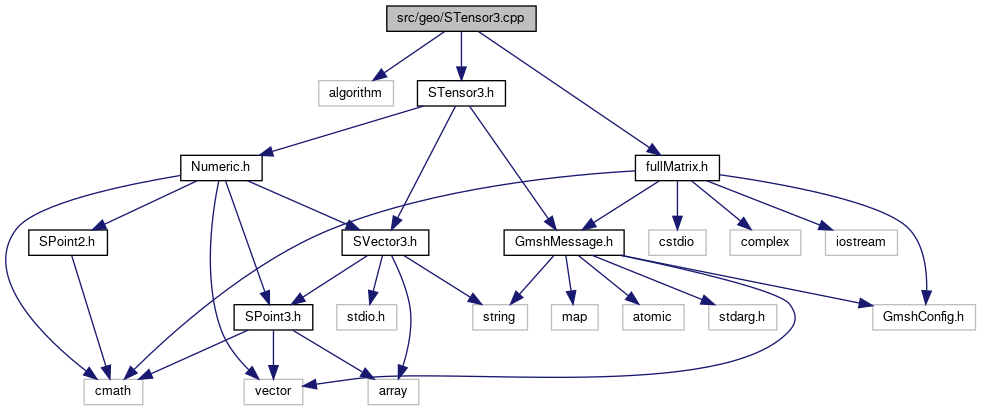 src/geo/STensor3.cpp
algorithm
STensor3.h
Numeric.h
fullMatrix.h
SPoint2.h
SVector3.h
GmshMessage.h
cstdio
complex
iostream
SPoint3.h
stdio.h
string
map
atomic
stdarg.h
GmshConfig.h
cmath
vector
array